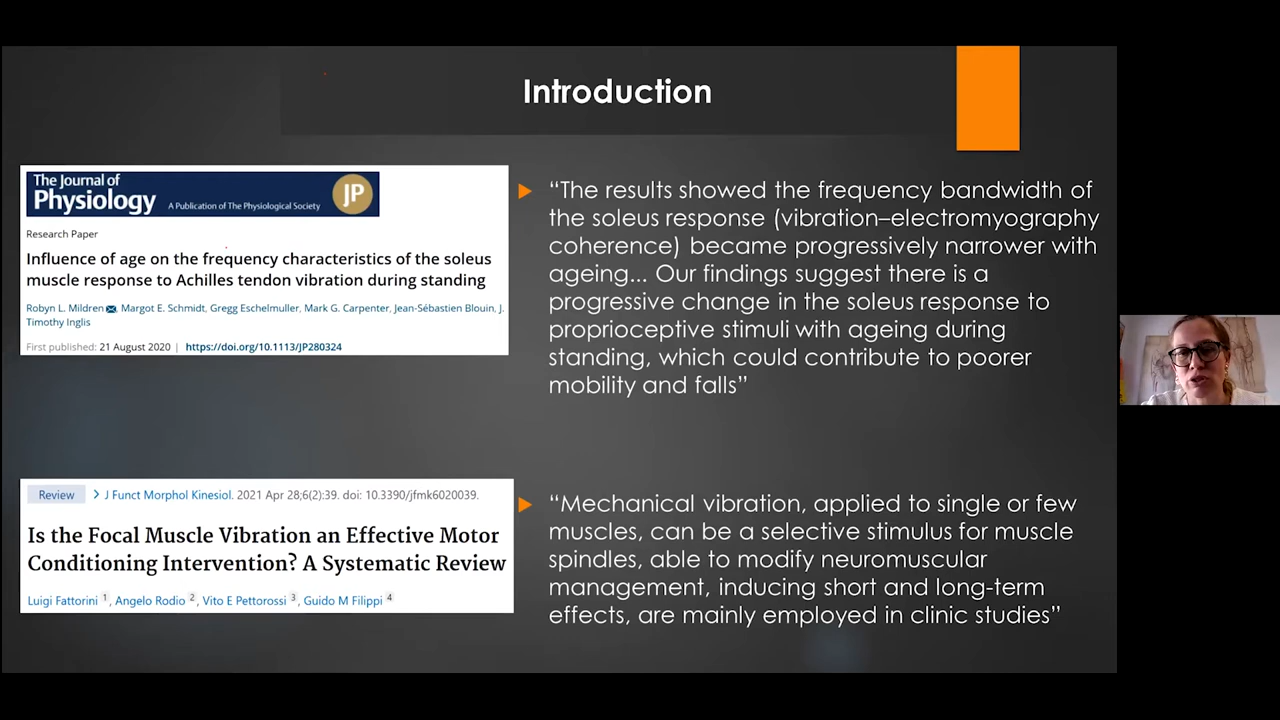 Introduction
The Journal of
Physiology
A Publication of The Physiological Society
JP
Research Paper
Influence of age on the frequency characteristics of the soleus
muscle response to Achilles tendon vibration during standing
Robyn L. Mildren, Margot E. Schmidt, Gregg Eschelmuller, Mark G. Carpenter, Jean-Sébastien Blouin, J.
Timothy Inglis
First published: 21 August 2020 | https://doi.org/10.1113/JP280324
“The results showed the frequency bandwidth of
the soleus response (vibration–electromyography
coherence) became progressively narrower with
ageing... Our findings suggest there is a
progressive change in the soleus response to
proprioceptive stimuli with ageing during
standing, which could contribute to poorer
mobility and falls”
Review
J Funct Morphol Kinesiol. 2021 Apr 28;6(2):39. doi: 10.3390/jfmk6020039.
Is the Focal Muscle Vibration an Effective Motor
Conditioning Intervention? A Systematic Review
Luigi Fattorini 1, Angelo Rodio 2, Vito E Pettorossi 3, Guido M Filippi 4
“Mechanical vibration, applied to single or few
muscles, can be a selective stimulus for muscle
spindles, able to modify neuromuscular
management, inducing short and long-term
effects, are mainly employed in clinic studies”